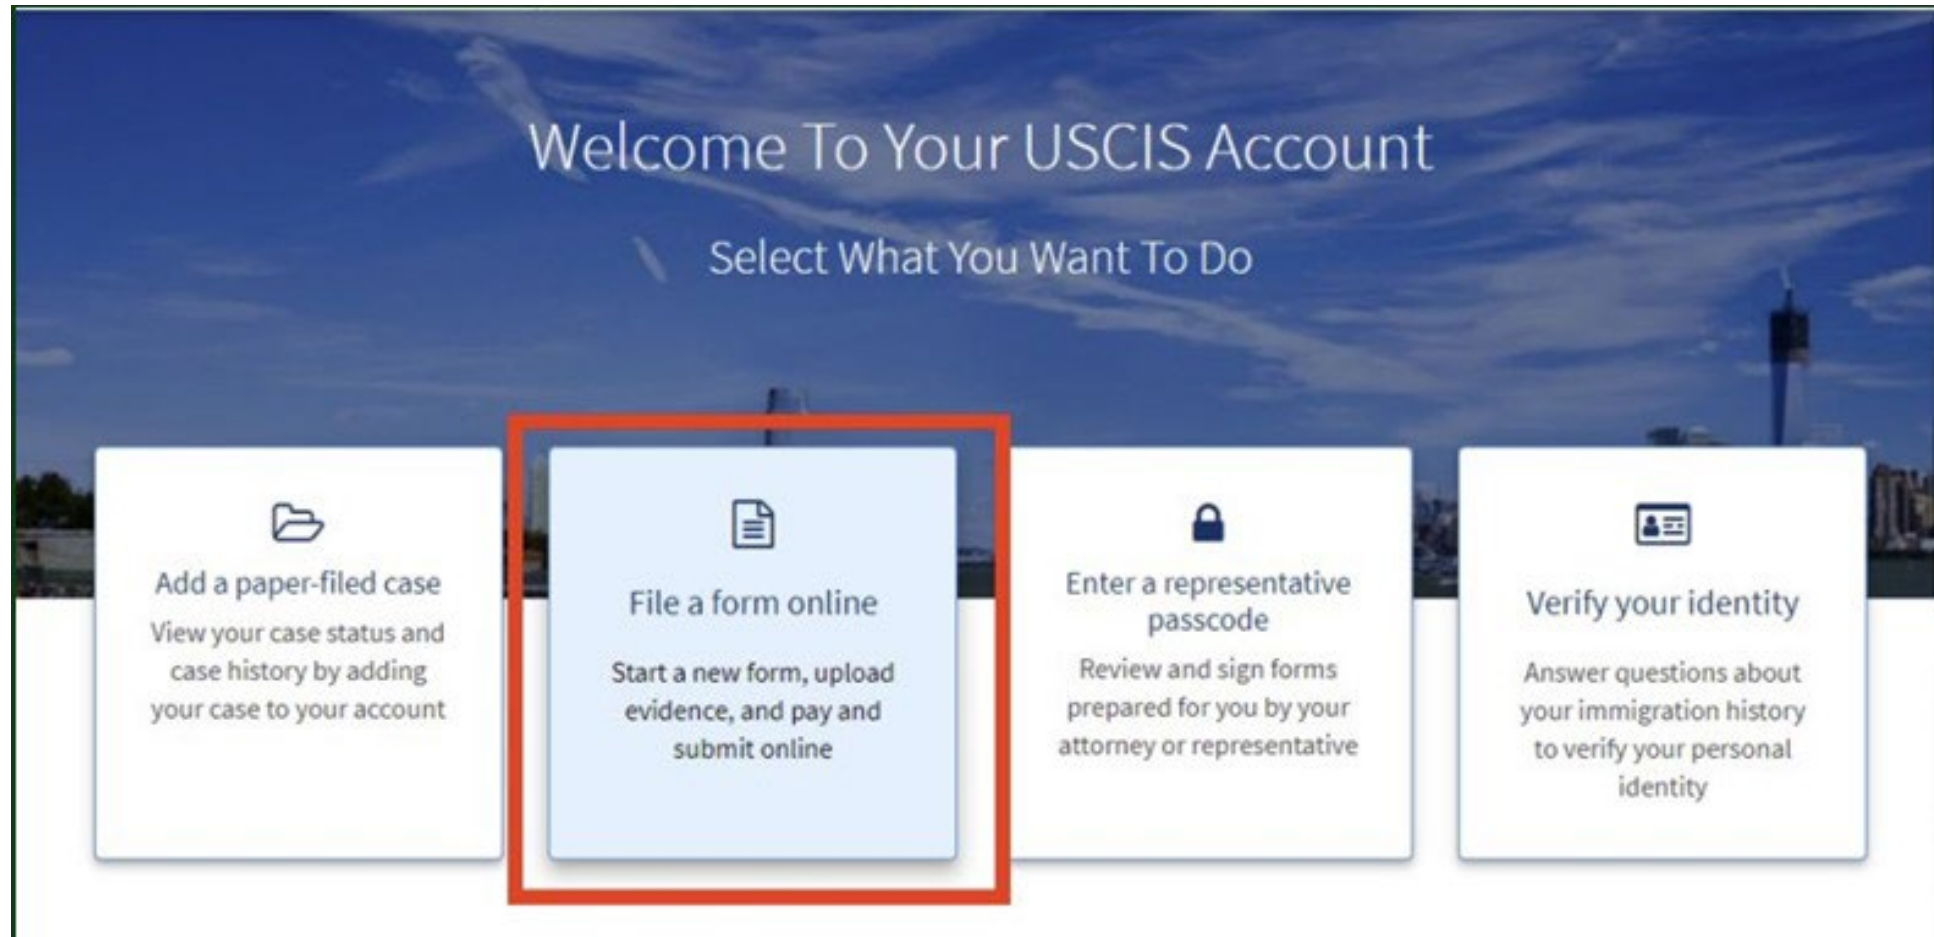 Welcome To Your USCIS Account
Select What You Want To Do
Add a paper-filed case
View your case status and
case history by adding
your case to your account
File a form online
Start a new form, upload
evidence, and pay and
submit online
Enter a representative
passcode
Review and sign forms
prepared for you by your
attorney or representative
Verify your identity
Answer questions about
your immigration history
to verify your personal
identity